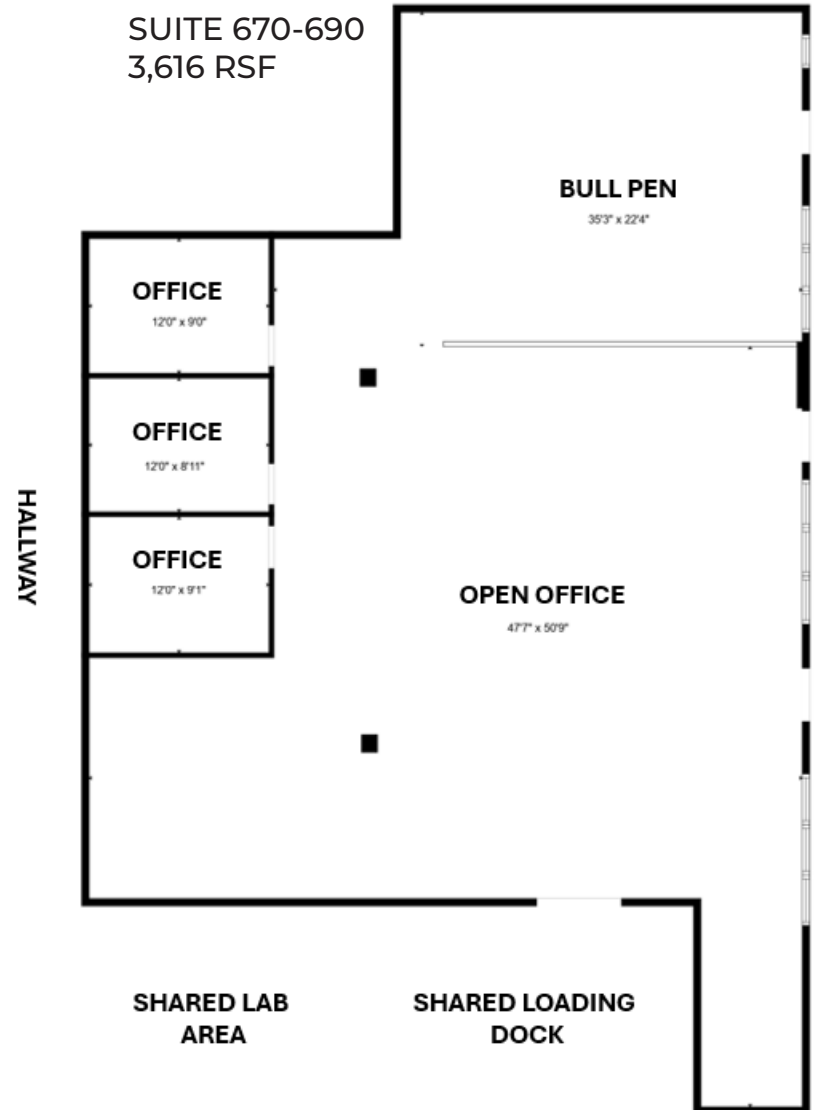 SUITE 670-690
3,616 RSF
BULL PEN
35'3" x 22'4"
OFFICE
12'0" x 9'0"
OFFICE
12'0" x 8'11"
HALLWAY
OFFICE
12'0" x 9'1"
OPEN OFFICE
47'7" x 50'9"
SHARED LAB
AREA
SHARED LOADING
DOCK